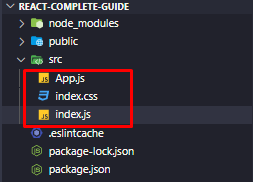 REACT-COMPLETE-GUIDE
node_modules
public
src
JS App.js
index.css
JS index.js
.eslintcache
package-lock.json
package.json